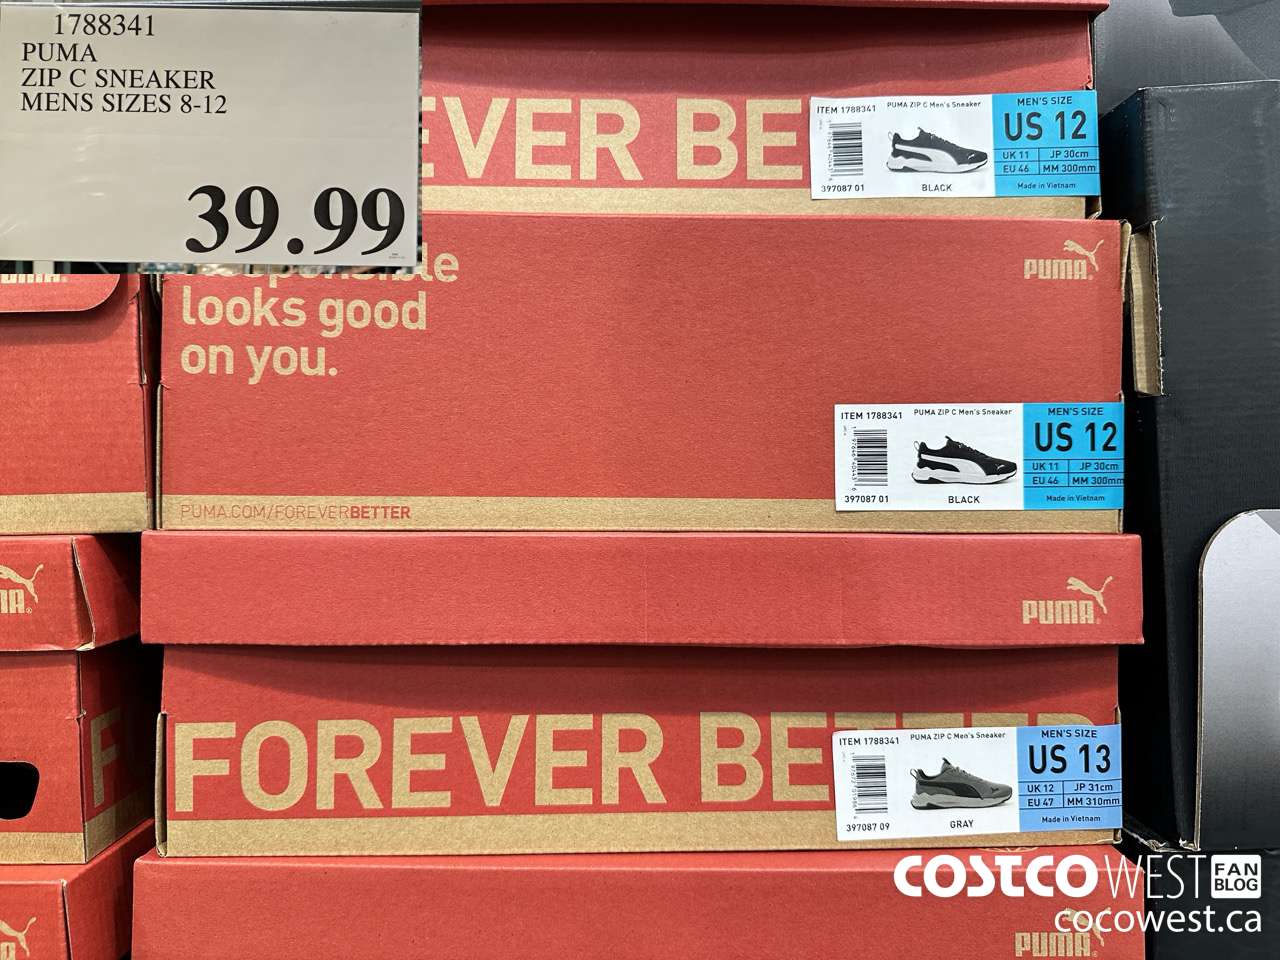 1788341
PUMA
ZIP C SNEAKER
MENS SIZES 8-12
39.99
EVER BE
ITEM 1788341
PUMA ZIP C Men's Sneaker
BLACK
397087 01
MEN'S SIZE
US 12
UK 11 JP 30cm
EU 46 MM 300mm
Made in Vietnam
looks good
on you.
PUMA.COM/FOREVERBETTER
PUMA
ITEM 1788341
PUMA ZIP C Men's Sneaker
BLACK
397087 01
MEN'S SIZE
US 12
UK 11 JP 30cm
EU 46 MM 300mm
Made in Vietnam
PUMA
FOREVER BETTER
ITEM 1788341
PUMA ZIP C Men's Sneaker
GRAY
397087 09
MEN'S SIZE
US 13
UK 12 JP 31cm
EU 47 MM 310mm
Made in Vietnam
PUMA
COSTCO WEST FAN BLOG
cocowest.ca